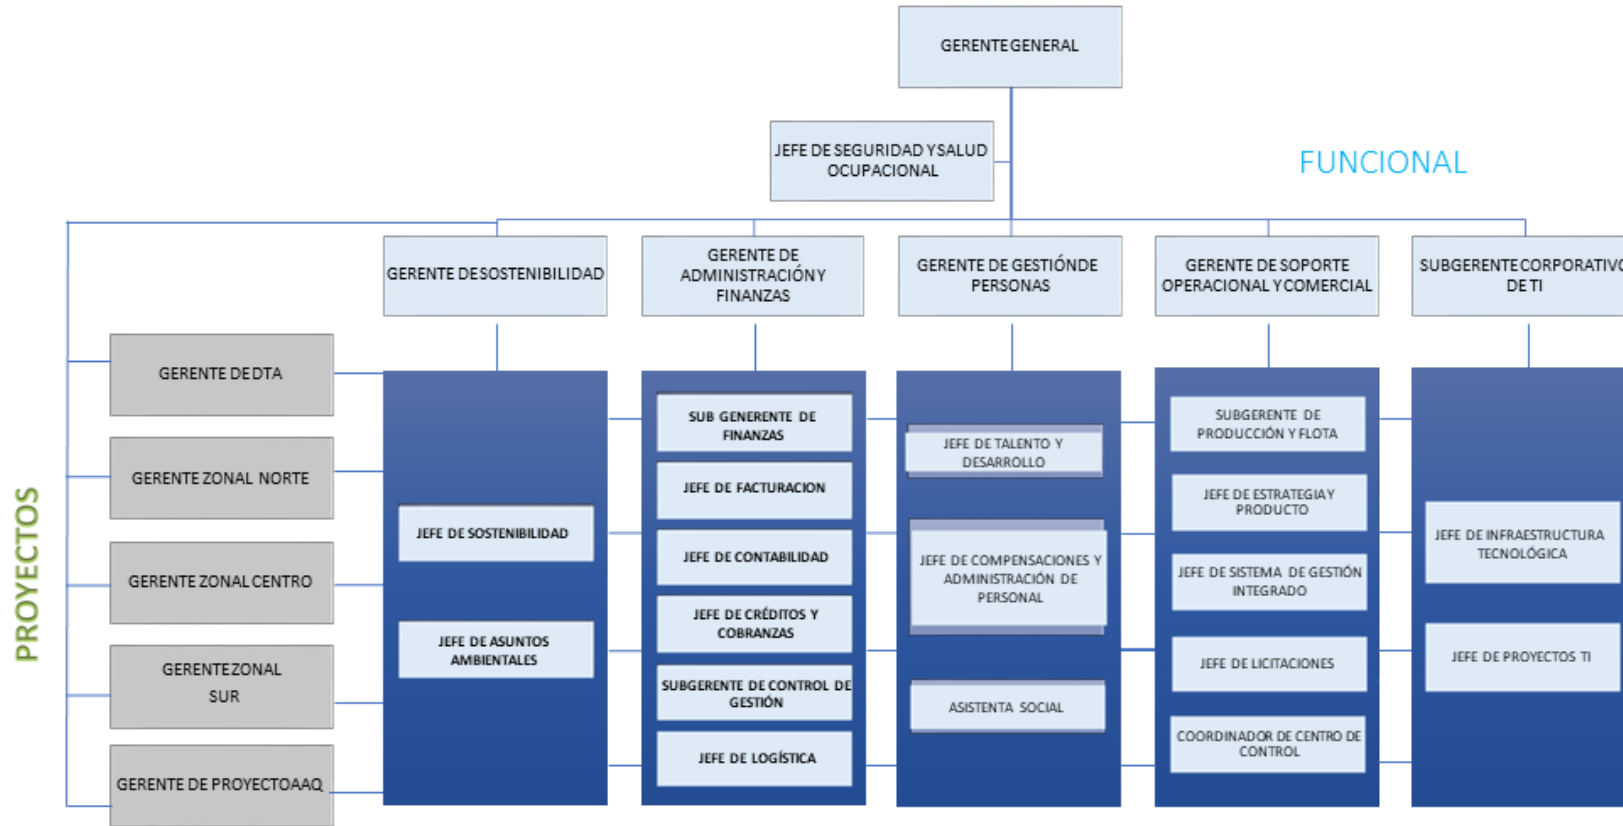 GERENTE GENERAL
JEFE DE SEGURIDAD Y SALUD
OCUPACIONAL
FUNCIONAL
GERENTE DE SOSTENIBILIDAD
GERENTE DE
ADMINISTRACIÓN Y
FINANZAS
GERENTE DE GESTIÓN DE
PERSONAS
GERENTE DE SOPORTE
OPERACIONAL Y COMERCIAL
SUBGERENTE CORPORATIVO
DE TI
PROYECTOS
GERENTE DE DTA
GERENTE ZONAL NORTE
GERENTE ZONAL CENTRO
GERENTE ZONAL
SUR
GERENTE DE PROYECTO AAQ
JEFE DE SOSTENIBILIDAD
JEFE DE ASUNTOS
AMBIENTALES
SUB GENERENTE DE
FINANZAS
JEFE DE FACTURACION
JEFE DE CONTABILIDAD
JEFE DE CRÉDITOS Y
COBRANZAS
SUBGERENTE DE CONTROL DE
GESTIÓN
JEFE DE LOGÍSTICA
JEFE DE TALENTO Y
DESARROLLO
JEFE DE COMPENSACIONES Y
ADMINISTRACIÓN DE
PERSONAL
ASISTENTA SOCIAL
SUBGERENTE DE
PRODUCCIÓN Y FLOTA
JEFE DE ESTRATEGIA Y
PRODUCTO
JEFE DE SISTEMA DE GESTIÓN
INTEGRADO
JEFE DE LICITACIONES
COORDINADOR DE CENTRO DE
CONTROL
JEFE DE INFRAESTRUCTURA
TECNOLÓGICA
JEFE DE PROYECTOS TI